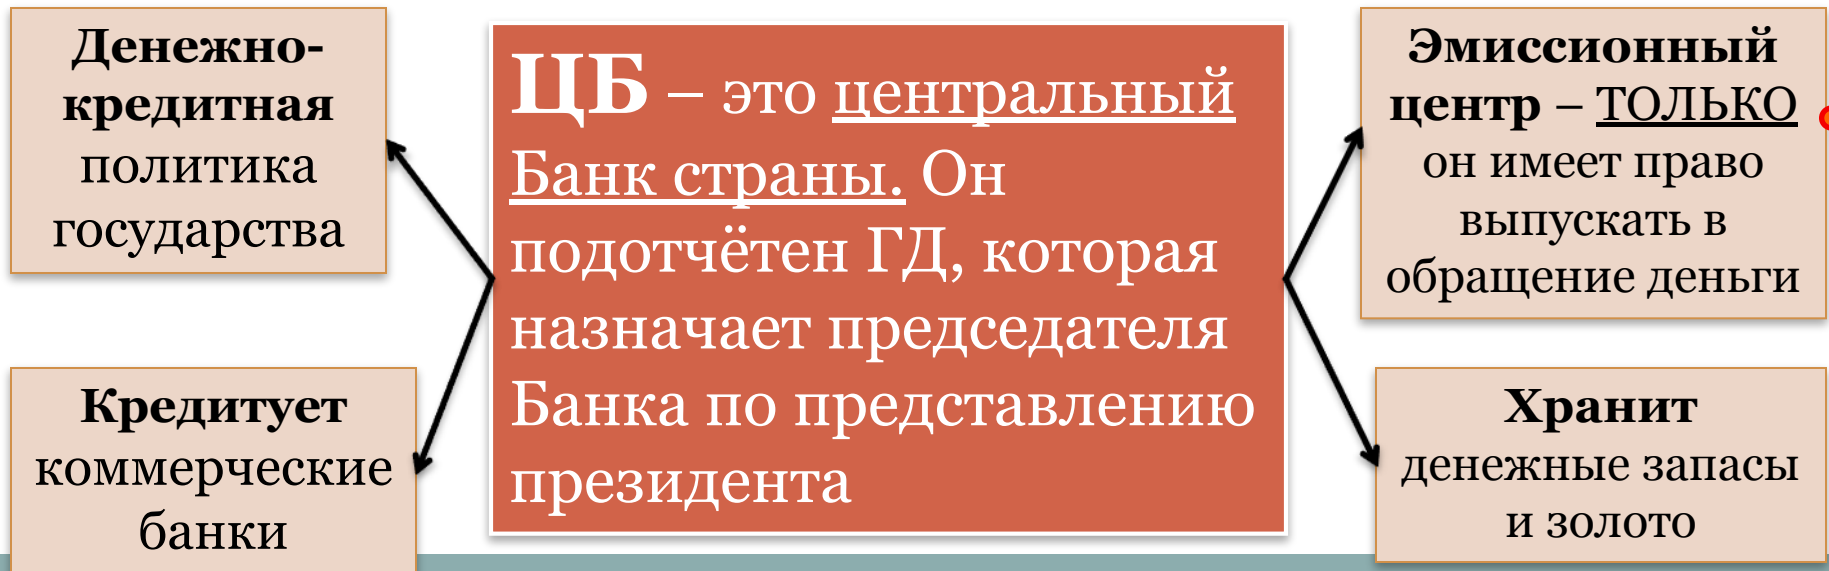 Денежно-
кредитная
политика
государства
Кредитует
коммерческие
банки
ЦБ – это центральный
Банк страны. Он
подотчётен ГД, которая
назначает председателя
Банка по представлению
президента
Эмиссионный
центр – ТОЛЬКО
он имеет право
выпускать в
обращение деньги
Хранит
денежные запасы
и золото